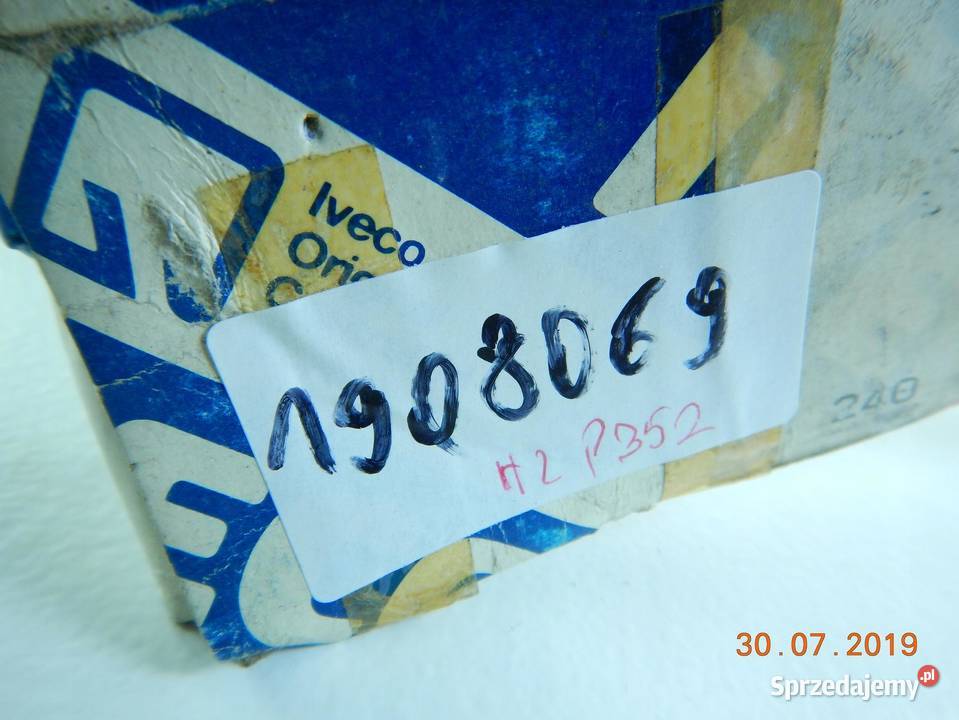 Iveco
1908069
H2 P352
240
30.07.2019
Sprzedajemy.pl